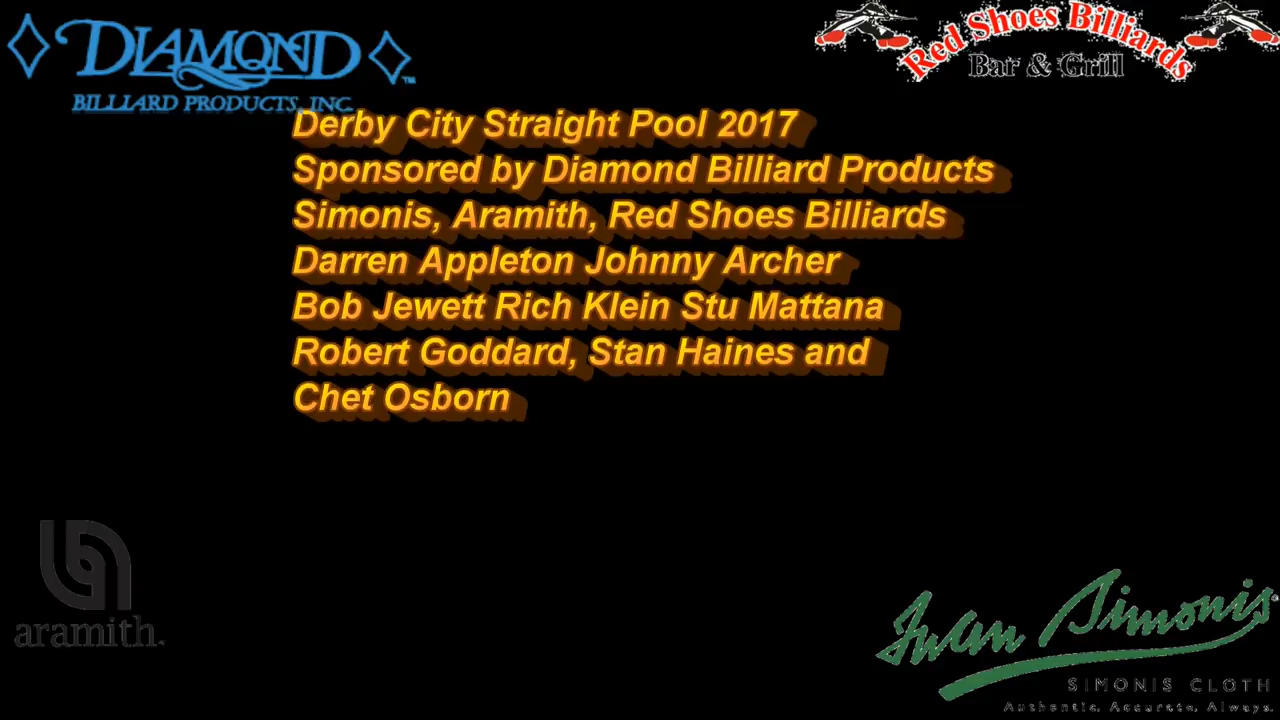 DIAMOND™
BILLIARD PRODUCTS, INC
Red Shoes Billiards
Bar & Grill
Derby City Straight Pool 2017
Sponsored by Diamond Billiard Products
Simonis, Aramith, Red Shoes Billiards
Darren Appleton Johnny Archer
Bob Jewett Rich Klein Stu Mattana
Robert Goddard, Stan Haines and
Chet Osborn
aramith.
Iwan Simonis®
SIMONIS CLOTH
Authentic. Accurate. Always.